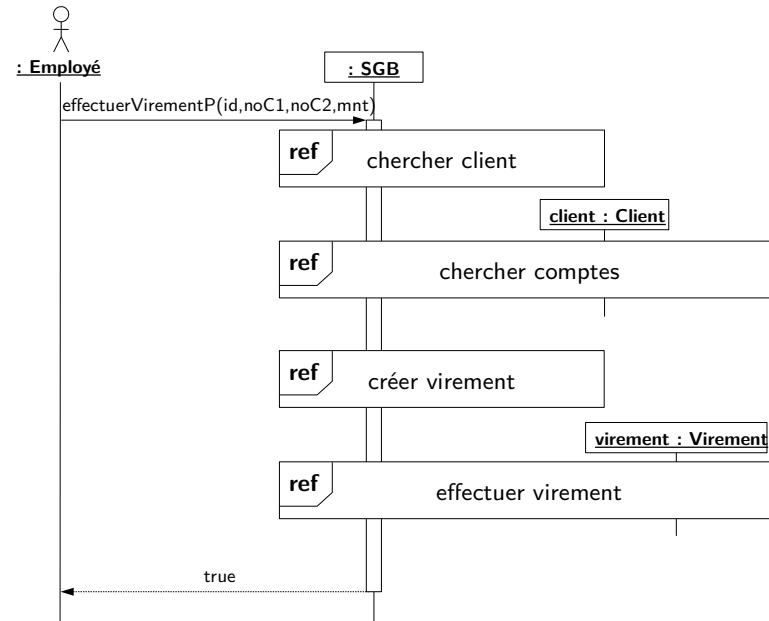 : Employé
: SGB
effectuerVirementP(id,noC1,noC2,mnt)
ref
chercher client
client : Client
ref
chercher comptes
ref
créer virement
virement : Virement
ref
effectuer virement
true